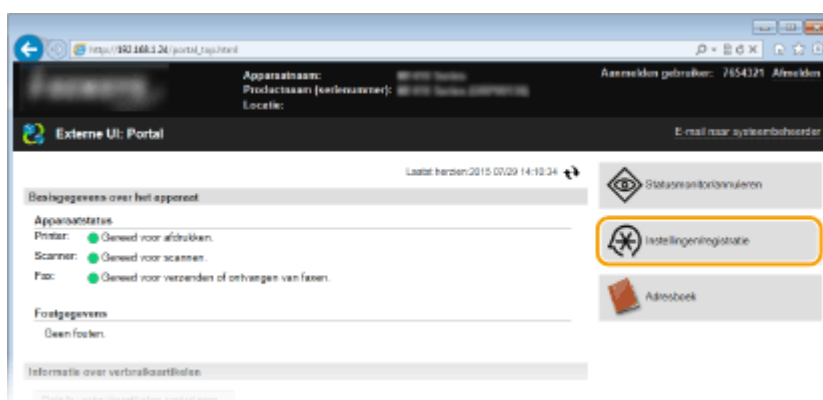 http://192.168.1.24/portal_top.html
Apparaatnaam:
Productnaam (serienummer):
Locatie:
Aanmelden gebruiker: 7654321 Afmelden
Externe UI: Portal
E-mail naar systeembeheerder
Laatst herzien:2015 07/29 14:10:34
Basisgegevens over het apparaat
Apparaatstatus
Printer: Gereed voor afdrukken.
Scanner: Gereed voor scannen.
Fax: Gereed voor verzenden of ontvangen van faxen.
Foutgegevens
Geen fouten.
Informatie over verbruiksartikelen
Statusmonitor/annuleren
Instellingen/registratie
Adresboek